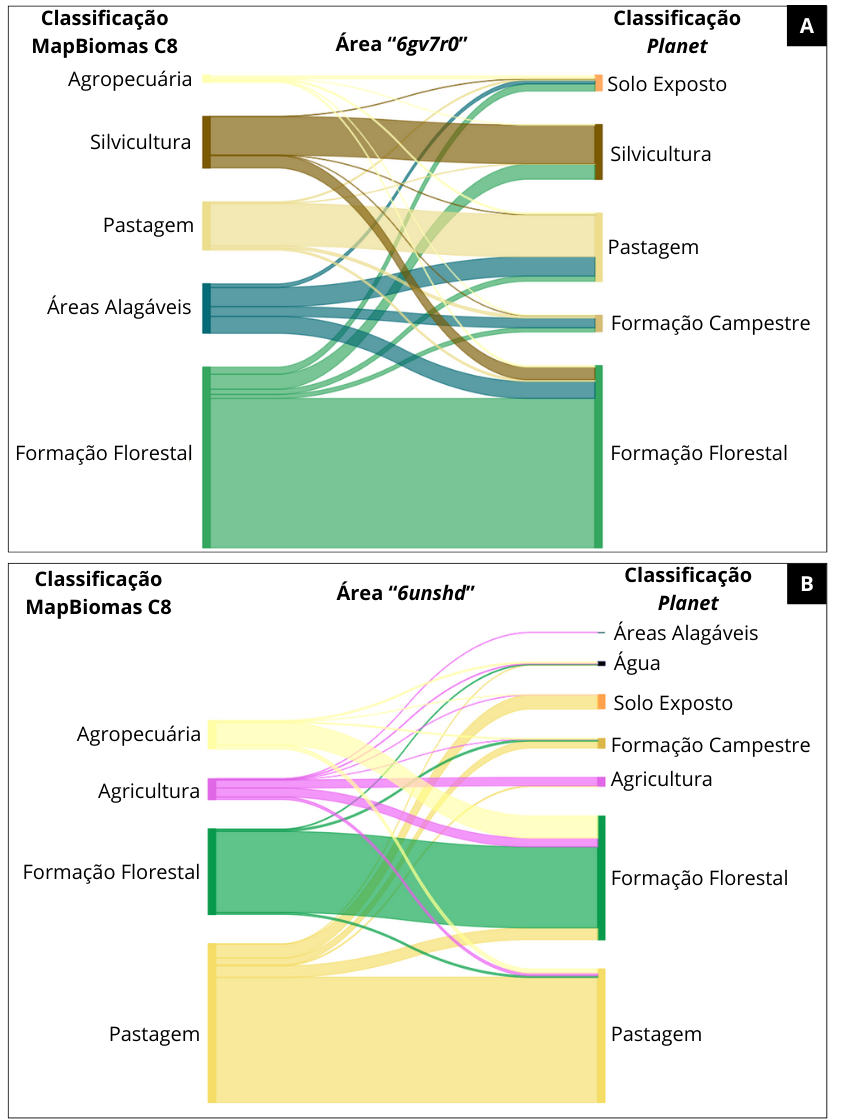 Classificação
MapBiomas C8
Área “6gv7r0”
Classificação
Planet
A
Agropecuária
Silvicultura
Pastagem
Áreas Alagáveis
Formação Florestal
Solo Exposto
Silvicultura
Pastagem
Formação Campestre
Formação Florestal
Classificação
MapBiomas C8
Área “6unshd”
Classificação
Planet
B
Agropecuária
Agricultura
Formação Florestal
Pastagem
Áreas Alagáveis
Água
Solo Exposto
Formação Campestre
Agricultura
Formação Florestal
Pastagem